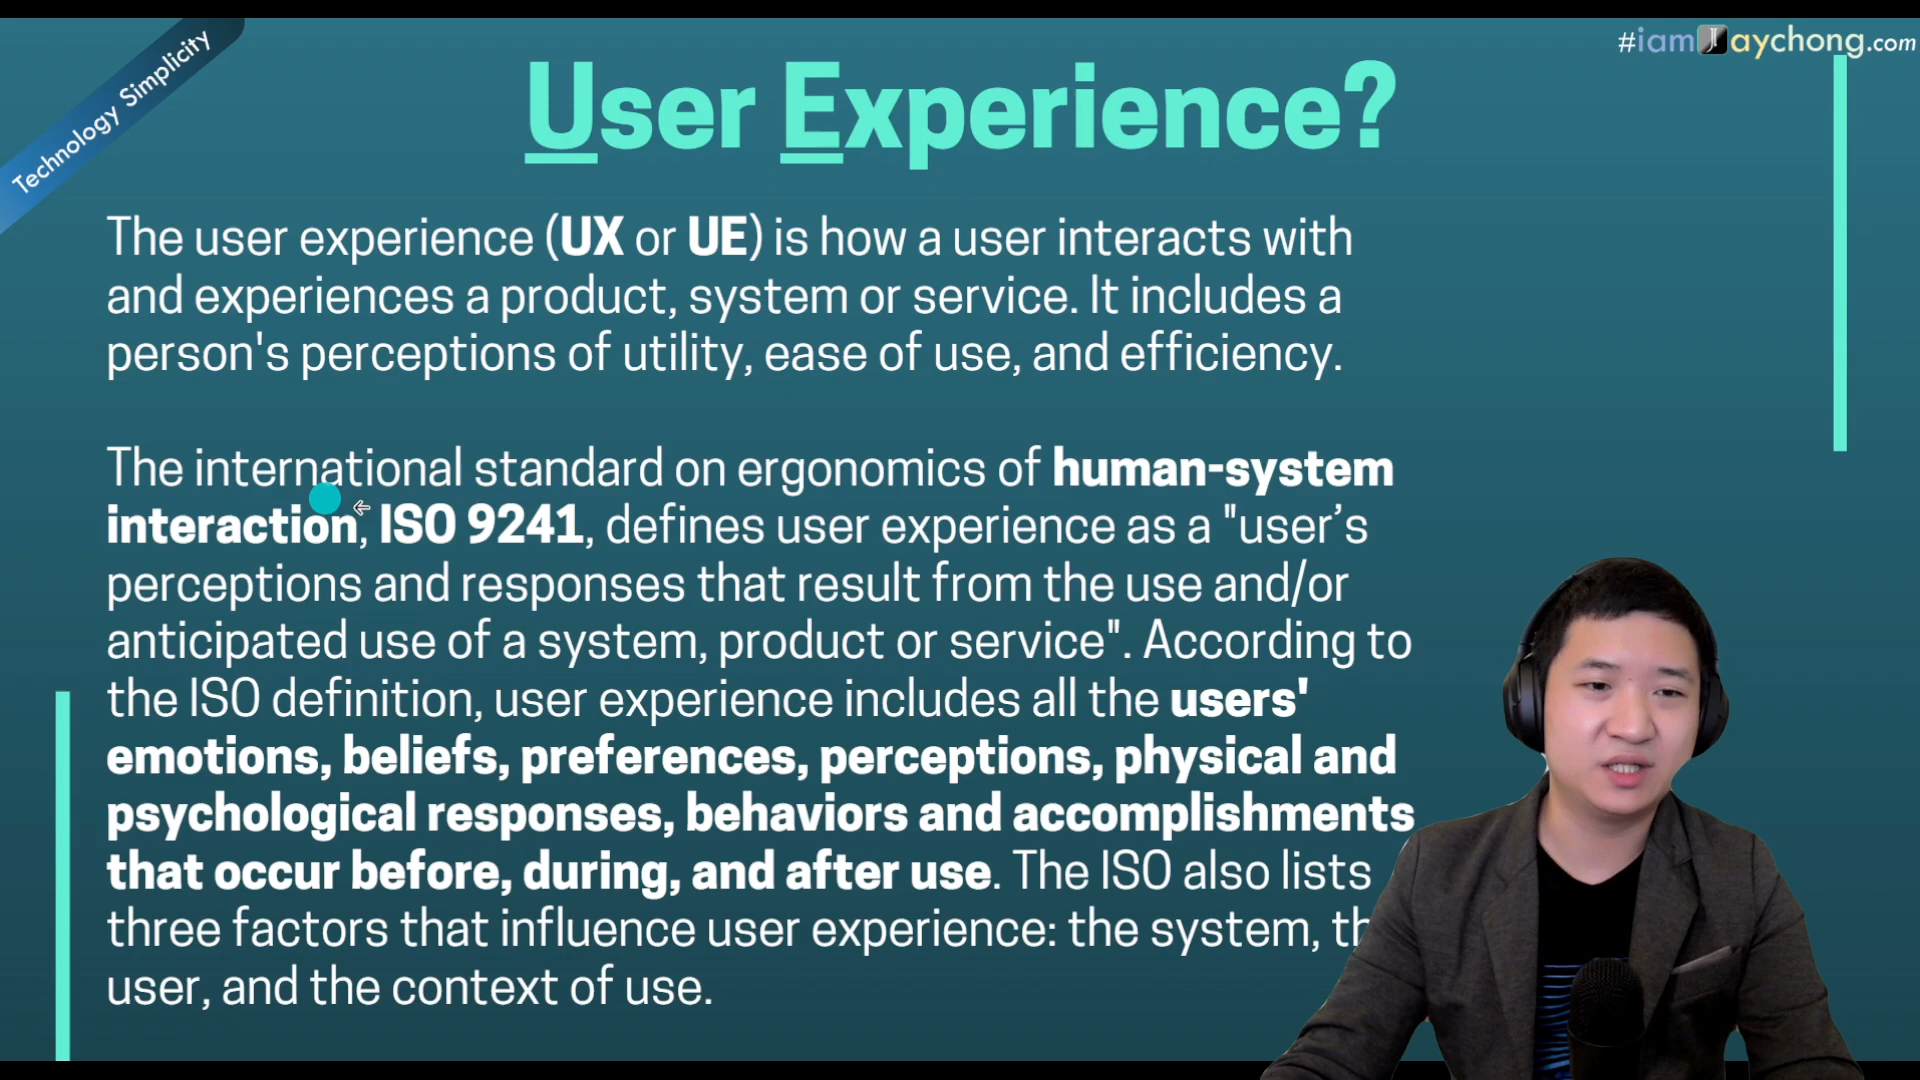 Technology Simplicity
#iamJaychong.com
User Experience?
The user experience (UX or UE) is how a user interacts with
and experiences a product, system or service. It includes a
person's perceptions of utility, ease of use, and efficiency.
The international standard on ergonomics of human-system
interaction, ISO 9241, defines user experience as a "user’s
perceptions and responses that result from the use and/or
anticipated use of a system, product or service". According to
the ISO definition, user experience includes all the users'
emotions, beliefs, preferences, perceptions, physical and
psychological responses, behaviors and accomplishments
that occur before, during, and after use. The ISO also lists
three factors that influence user experience: the system,
user, and the context of use.